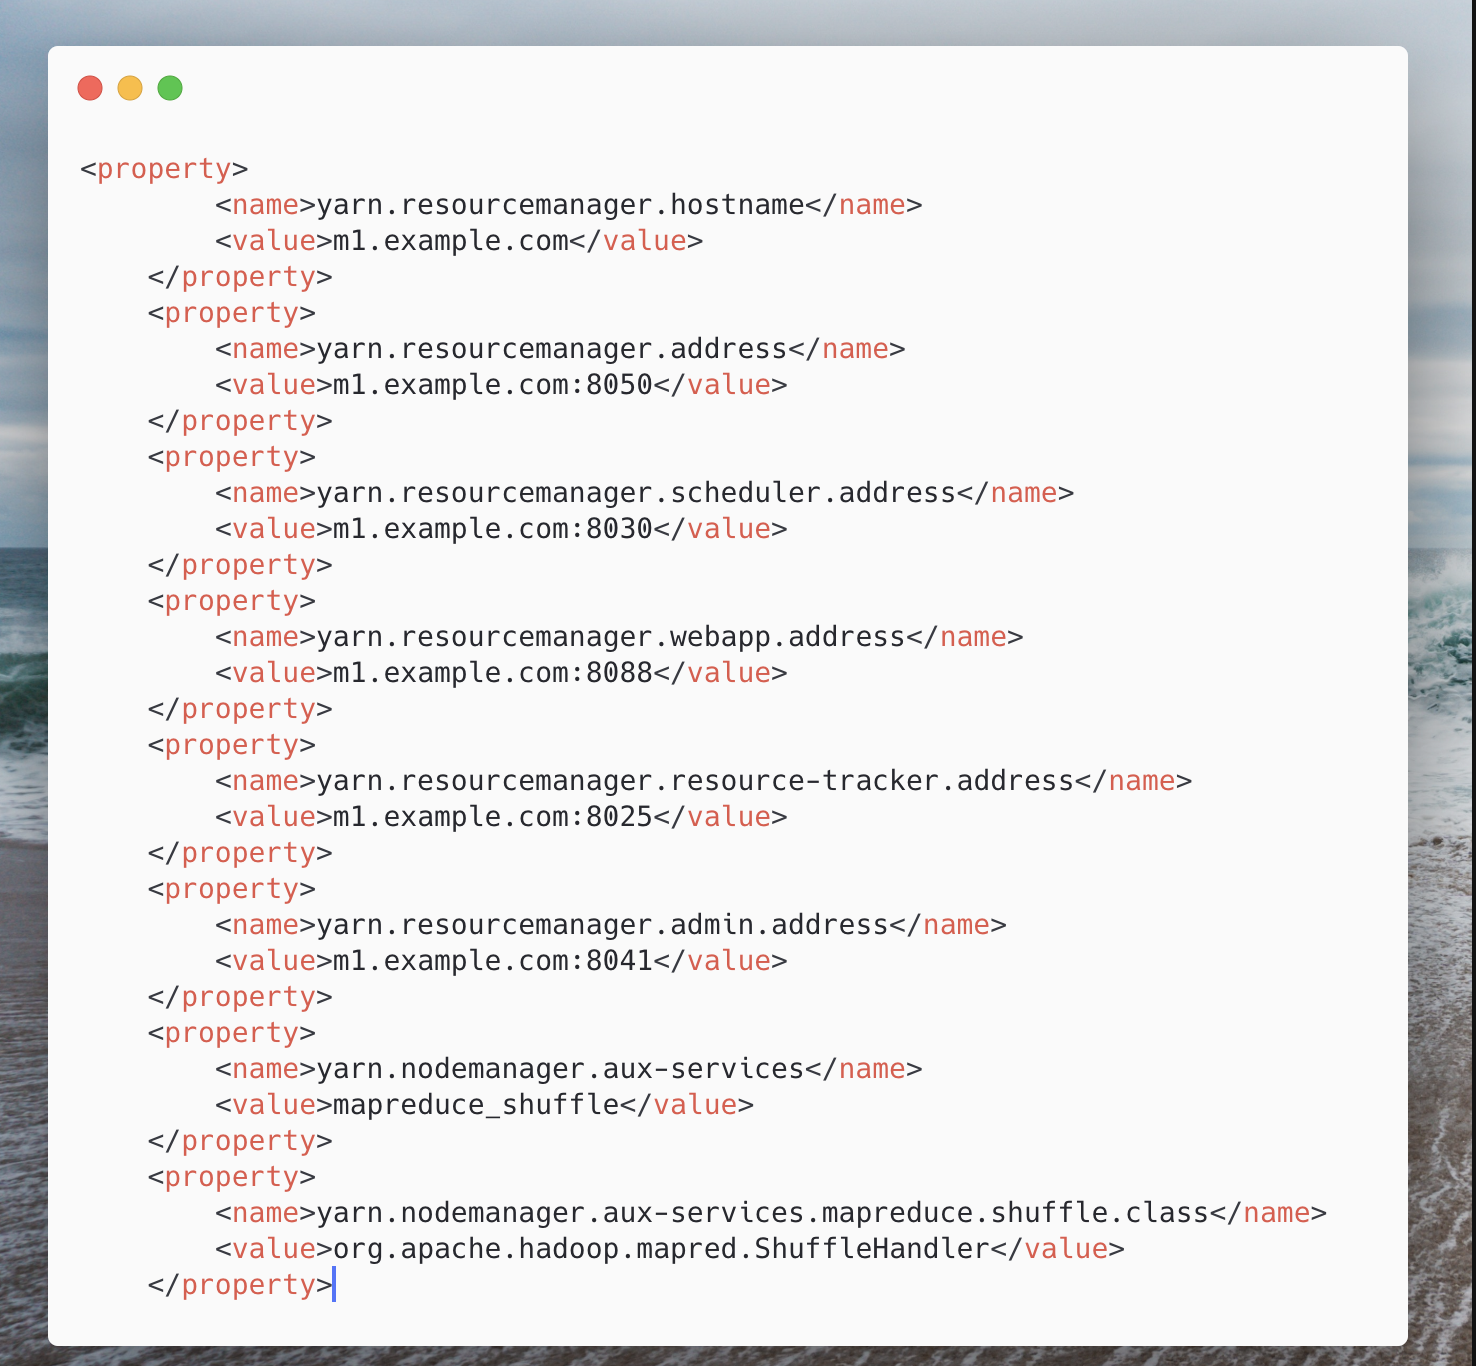 <property>
        <name>yarn.resourcemanager.hostname</name>
        <value>m1.example.com</value>
    </property>
    <property>
        <name>yarn.resourcemanager.address</name>
        <value>m1.example.com:8050</value>
    </property>
    <property>
        <name>yarn.resourcemanager.scheduler.address</name>
        <value>m1.example.com:8030</value>
    </property>
    <property>
        <name>yarn.resourcemanager.webapp.address</name>
        <value>m1.example.com:8088</value>
    </property>
    <property>
        <name>yarn.resourcemanager.resource-tracker.address</name>
        <value>m1.example.com:8025</value>
    </property>
    <property>
        <name>yarn.resourcemanager.admin.address</name>
        <value>m1.example.com:8041</value>
    </property>
    <property>
        <name>yarn.nodemanager.aux-services</name>
        <value>mapreduce_shuffle</value>
    </property>
    <property>
        <name>yarn.nodemanager.aux-services.mapreduce.shuffle.class</name>
        <value>org.apache.hadoop.mapred.ShuffleHandler</value>
    </property>